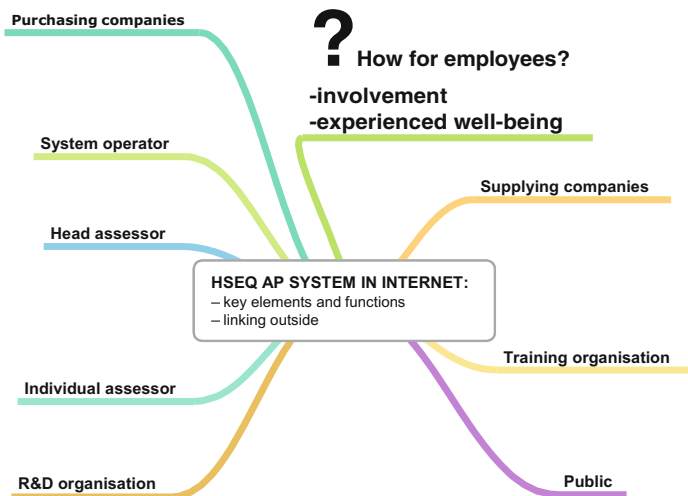 Purchasing companies
? How for employees?
-involvement
-experienced well-being
System operator
Supplying companies
Head assessor
HSEQ AP SYSTEM IN INTERNET:
– key elements and functions
– linking outside
Training organisation
Individual assessor
R&D organisation
Public